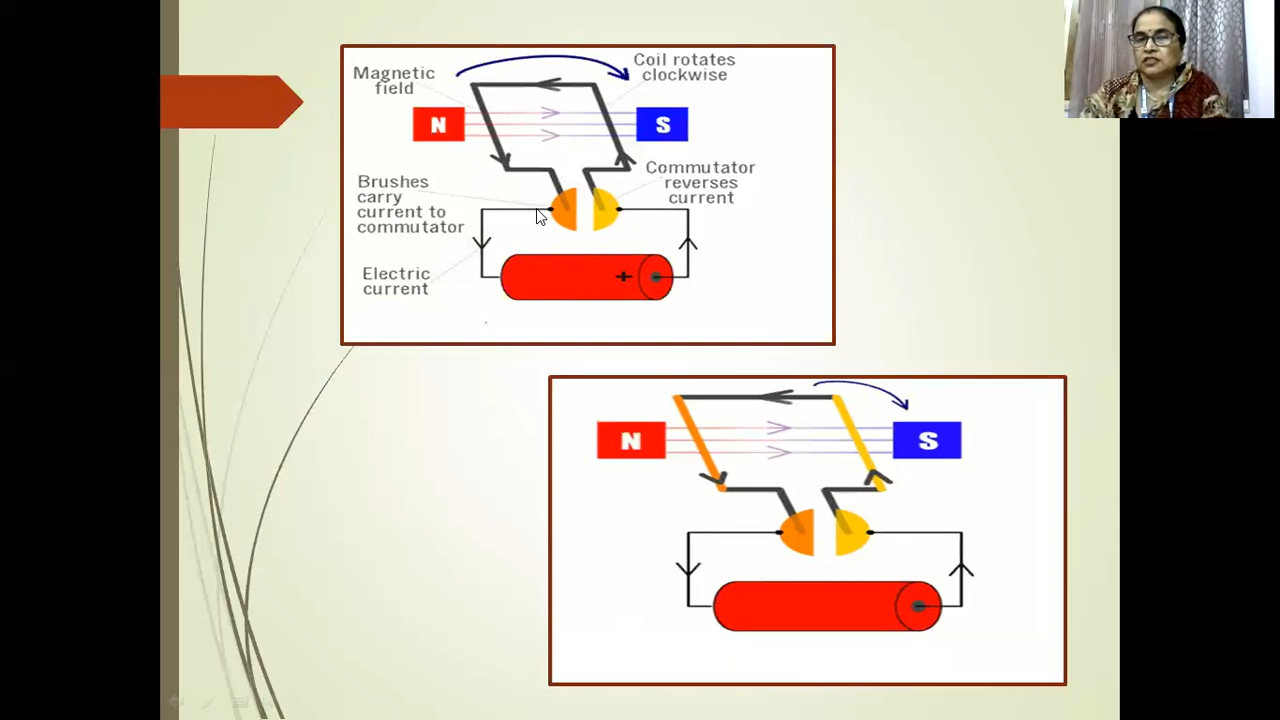 Magnetic
field
Coil rotates
clockwise
N
S
Commutator
reverses
current
Brushes
carry
current to
commutator
Electric
current
+
N
S